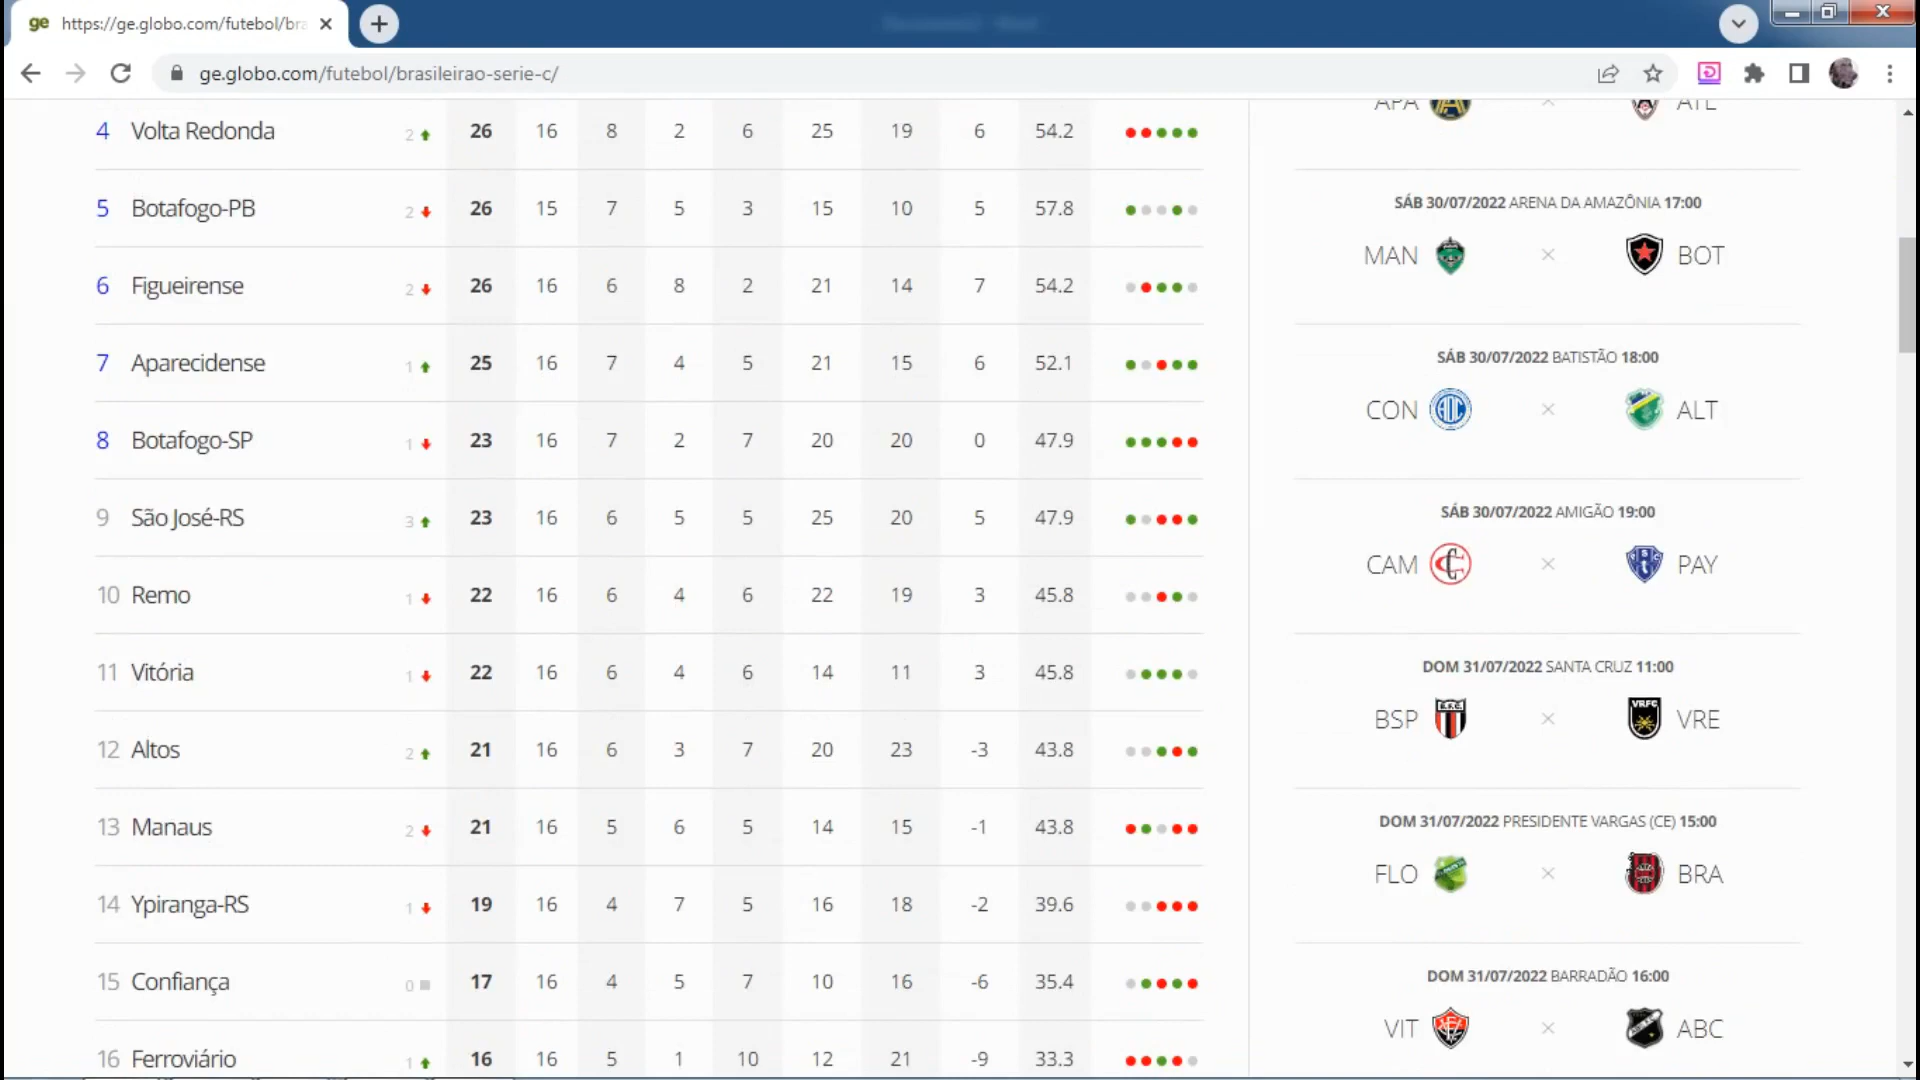 ge https://ge.globo.com/futebol/bra
ge.globo.com/futebol/brasileirao-serie-c/
4 Volta Redonda 2 26 16 8 2 6 25 19 6 54.2
5 Botafogo-PB 2 26 15 7 5 3 15 10 5 57.8
6 Figueirense 2 26 16 6 8 2 21 14 7 54.2
7 Aparecidense 1 25 16 7 4 5 21 15 6 52.1
8 Botafogo-SP 1 23 16 7 2 7 20 20 0 47.9
9 São José-RS 3 23 16 6 5 5 25 20 5 47.9
10 Remo 1 22 16 6 4 6 22 19 3 45.8
11 Vitória 1 22 16 6 4 6 14 11 3 45.8
12 Altos 2 21 16 6 3 7 20 23 -3 43.8
13 Manaus 2 21 16 5 6 5 14 15 -1 43.8
14 Ypiranga-RS 1 19 16 4 7 5 16 18 -2 39.6
15 Confiança 0 17 16 4 5 7 10 16 -6 35.4
16 Ferroviário 1 16 16 5 1 10 12 21 -9 33.3
APA × ATL
SÁB 30/07/2022 ARENA DA AMAZÔNIA 17:00
MAN × BOT
SÁB 30/07/2022 BATISTÃO 18:00
CON × ALT
SÁB 30/07/2022 AMIGÃO 19:00
CAM × PAY
DOM 31/07/2022 SANTA CRUZ 11:00
BSP × VRE
DOM 31/07/2022 PRESIDENTE VARGAS (CE) 15:00
FLO × BRA
DOM 31/07/2022 BARRADÃO 16:00
VIT × ABC